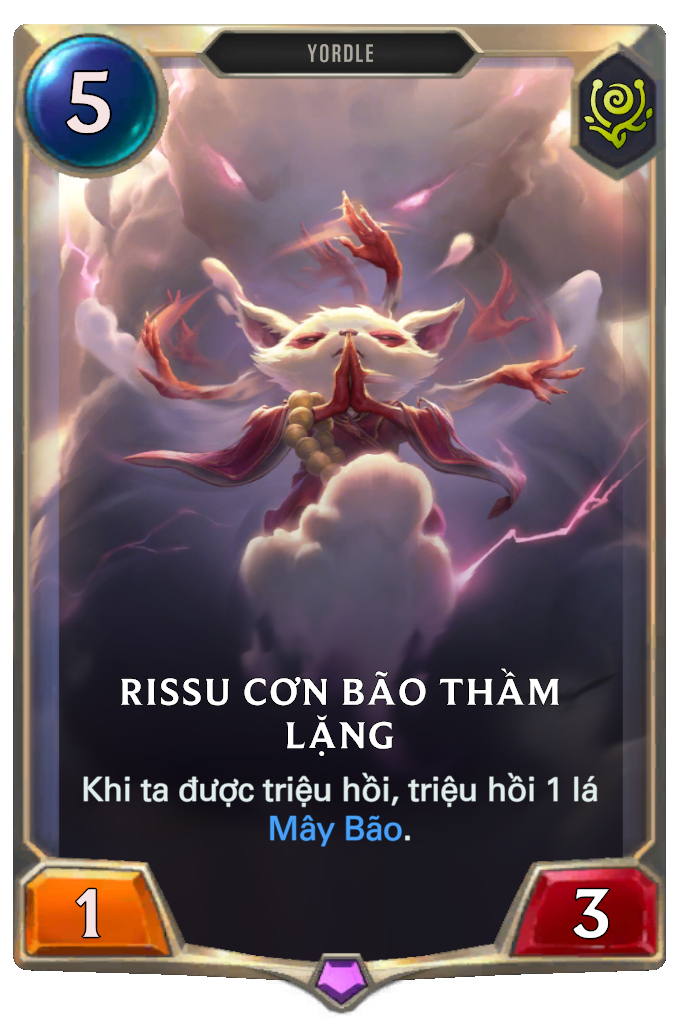 5
YORDLE
RISSU CƠN BÃO THẦM
LẶNG
Khi ta được triệu hồi, triệu hồi 1 lá
Mây Bão.
1
3